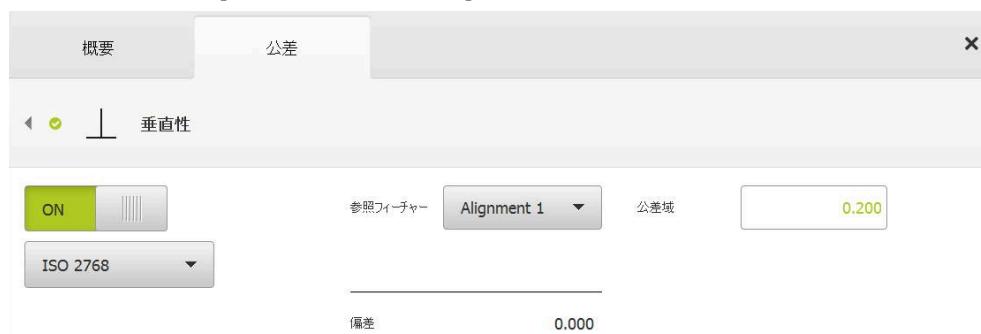 概要 公差
垂直性
ON 参照フィーチャー Alignment 1 公差域 0.200
ISO 2768
偏差 0.000